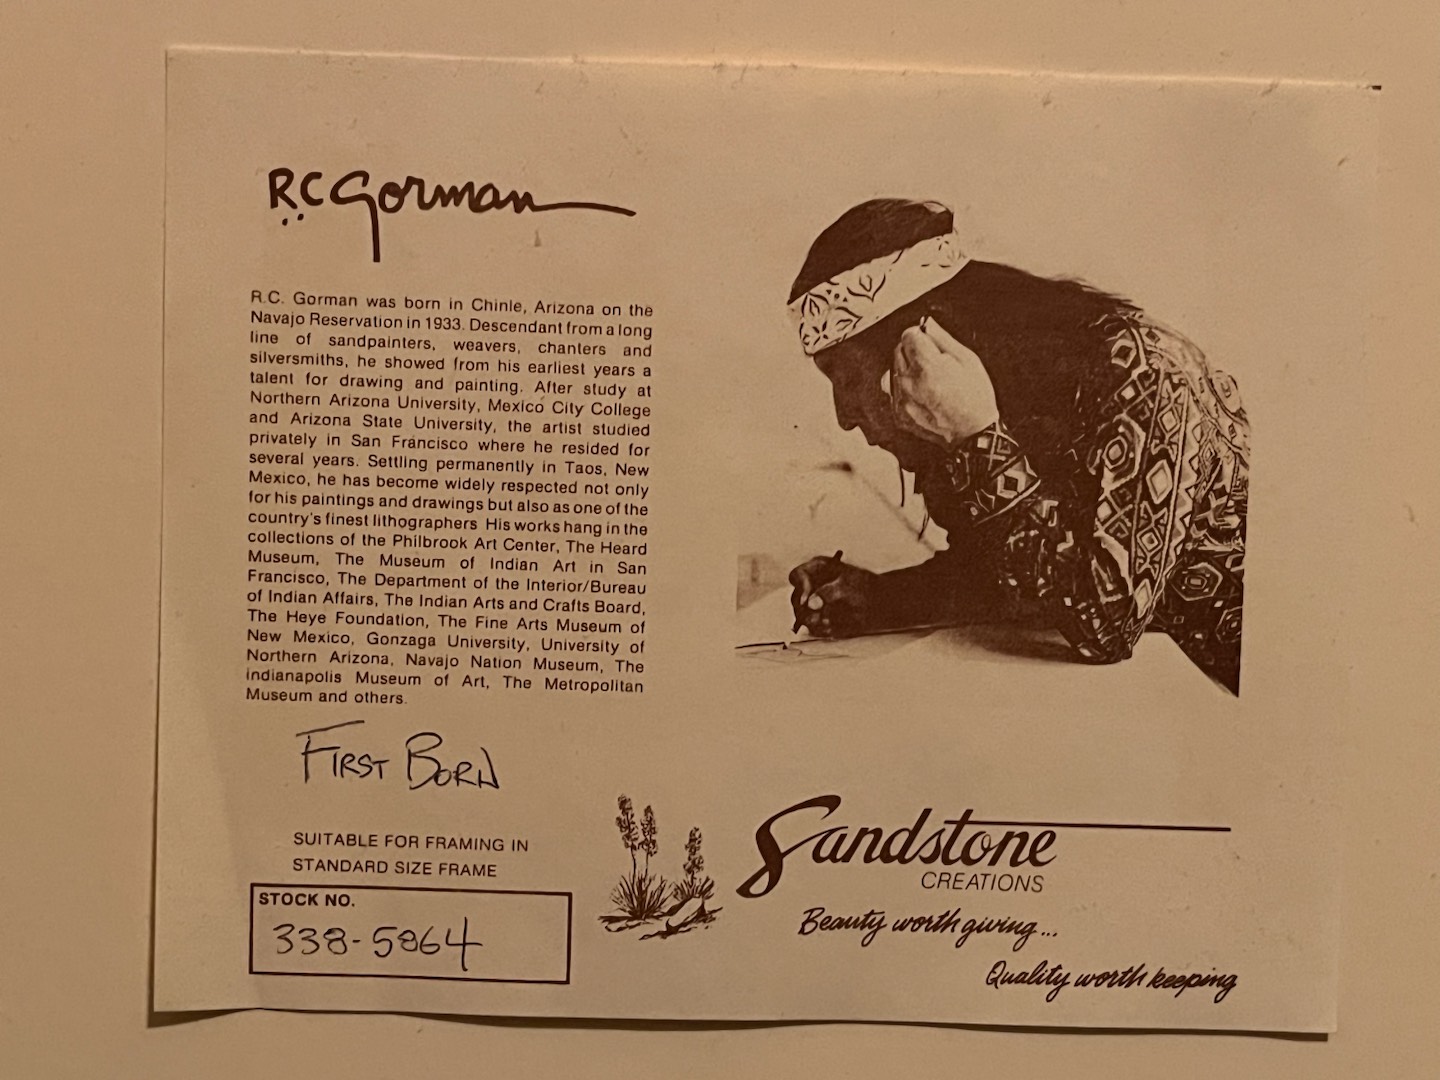 R.C. Gorman
R.C. Gorman was born in Chinle, Arizona on the
Navajo Reservation in 1933. Descendant from a long
line of sandpainters, weavers, chanters and
silversmiths, he showed from his earliest years a
talent for drawing and painting. After study at
Northern Arizona University, Mexico City College
and Arizona State University, the artist studied
privately in San Francisco where he resided for
several years. Settling permanently in Taos, New
Mexico, he has become widely respected not only
for his paintings and drawings but also as one of the
country's finest lithographers. His works hang in the
collections of the Philbrook Art Center, The Heard
Museum, The Museum of Indian Art in San
Francisco, The Department of the Interior/Bureau
of Indian Affairs, The Indian Arts and Crafts Board,
The Heye Foundation, The Fine Arts Museum of
New Mexico, Gonzaga University, University of
Northern Arizona, Navajo Nation Museum, The
Indianapolis Museum of Art, The Metropolitan
Museum and others.
FIRST BORN
SUITABLE FOR FRAMING IN
STANDARD SIZE FRAME
STOCK NO.
338-5864
Sandstone
CREATIONS
Beauty worth giving...
Quality worth keeping